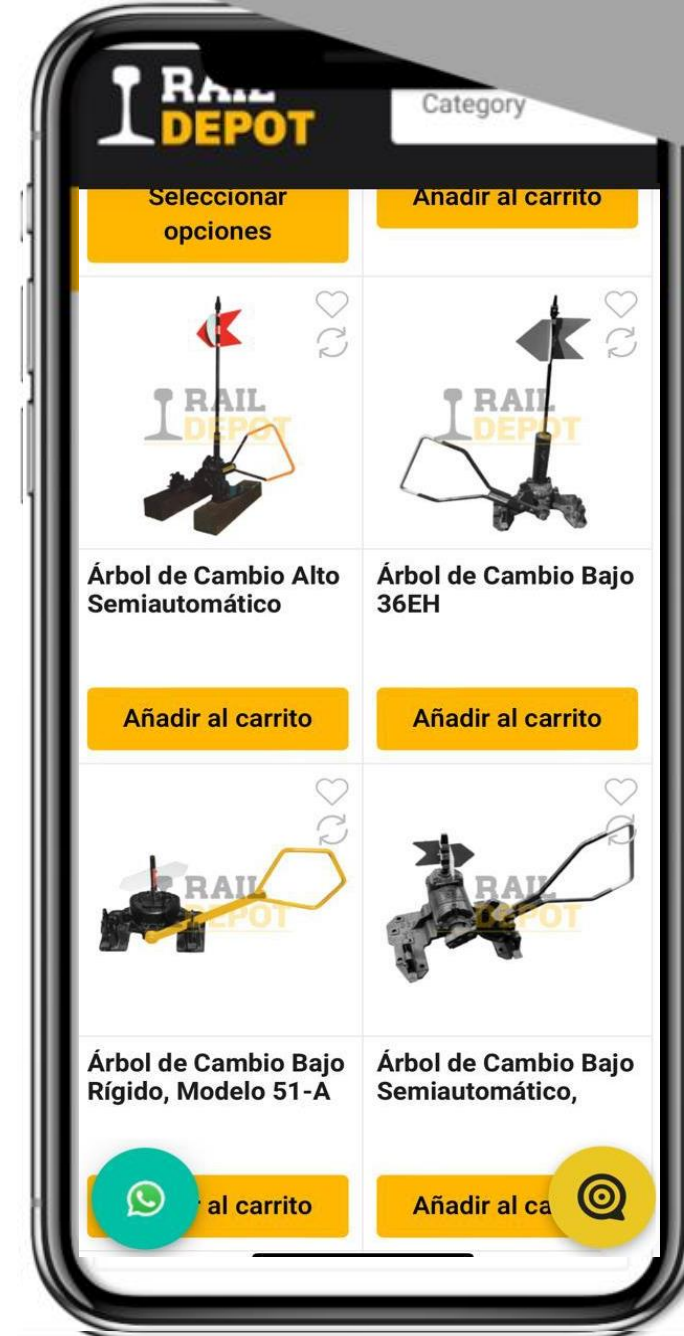 RAIL
DEPOT
Category
Seleccionar
opciones
Añadir al carrito
RAIL
DEPOT
RAIL
DEPOT
Árbol de Cambio Alto
Semiautomático
Árbol de Cambio Bajo
36EH
Añadir al carrito
Añadir al carrito
RAIL
DEPOT
RAIL
DEPOT
Árbol de Cambio Bajo
Rígido, Modelo 51-A
Árbol de Cambio Bajo
Semiautomático,
al carrito
Añadir al ca